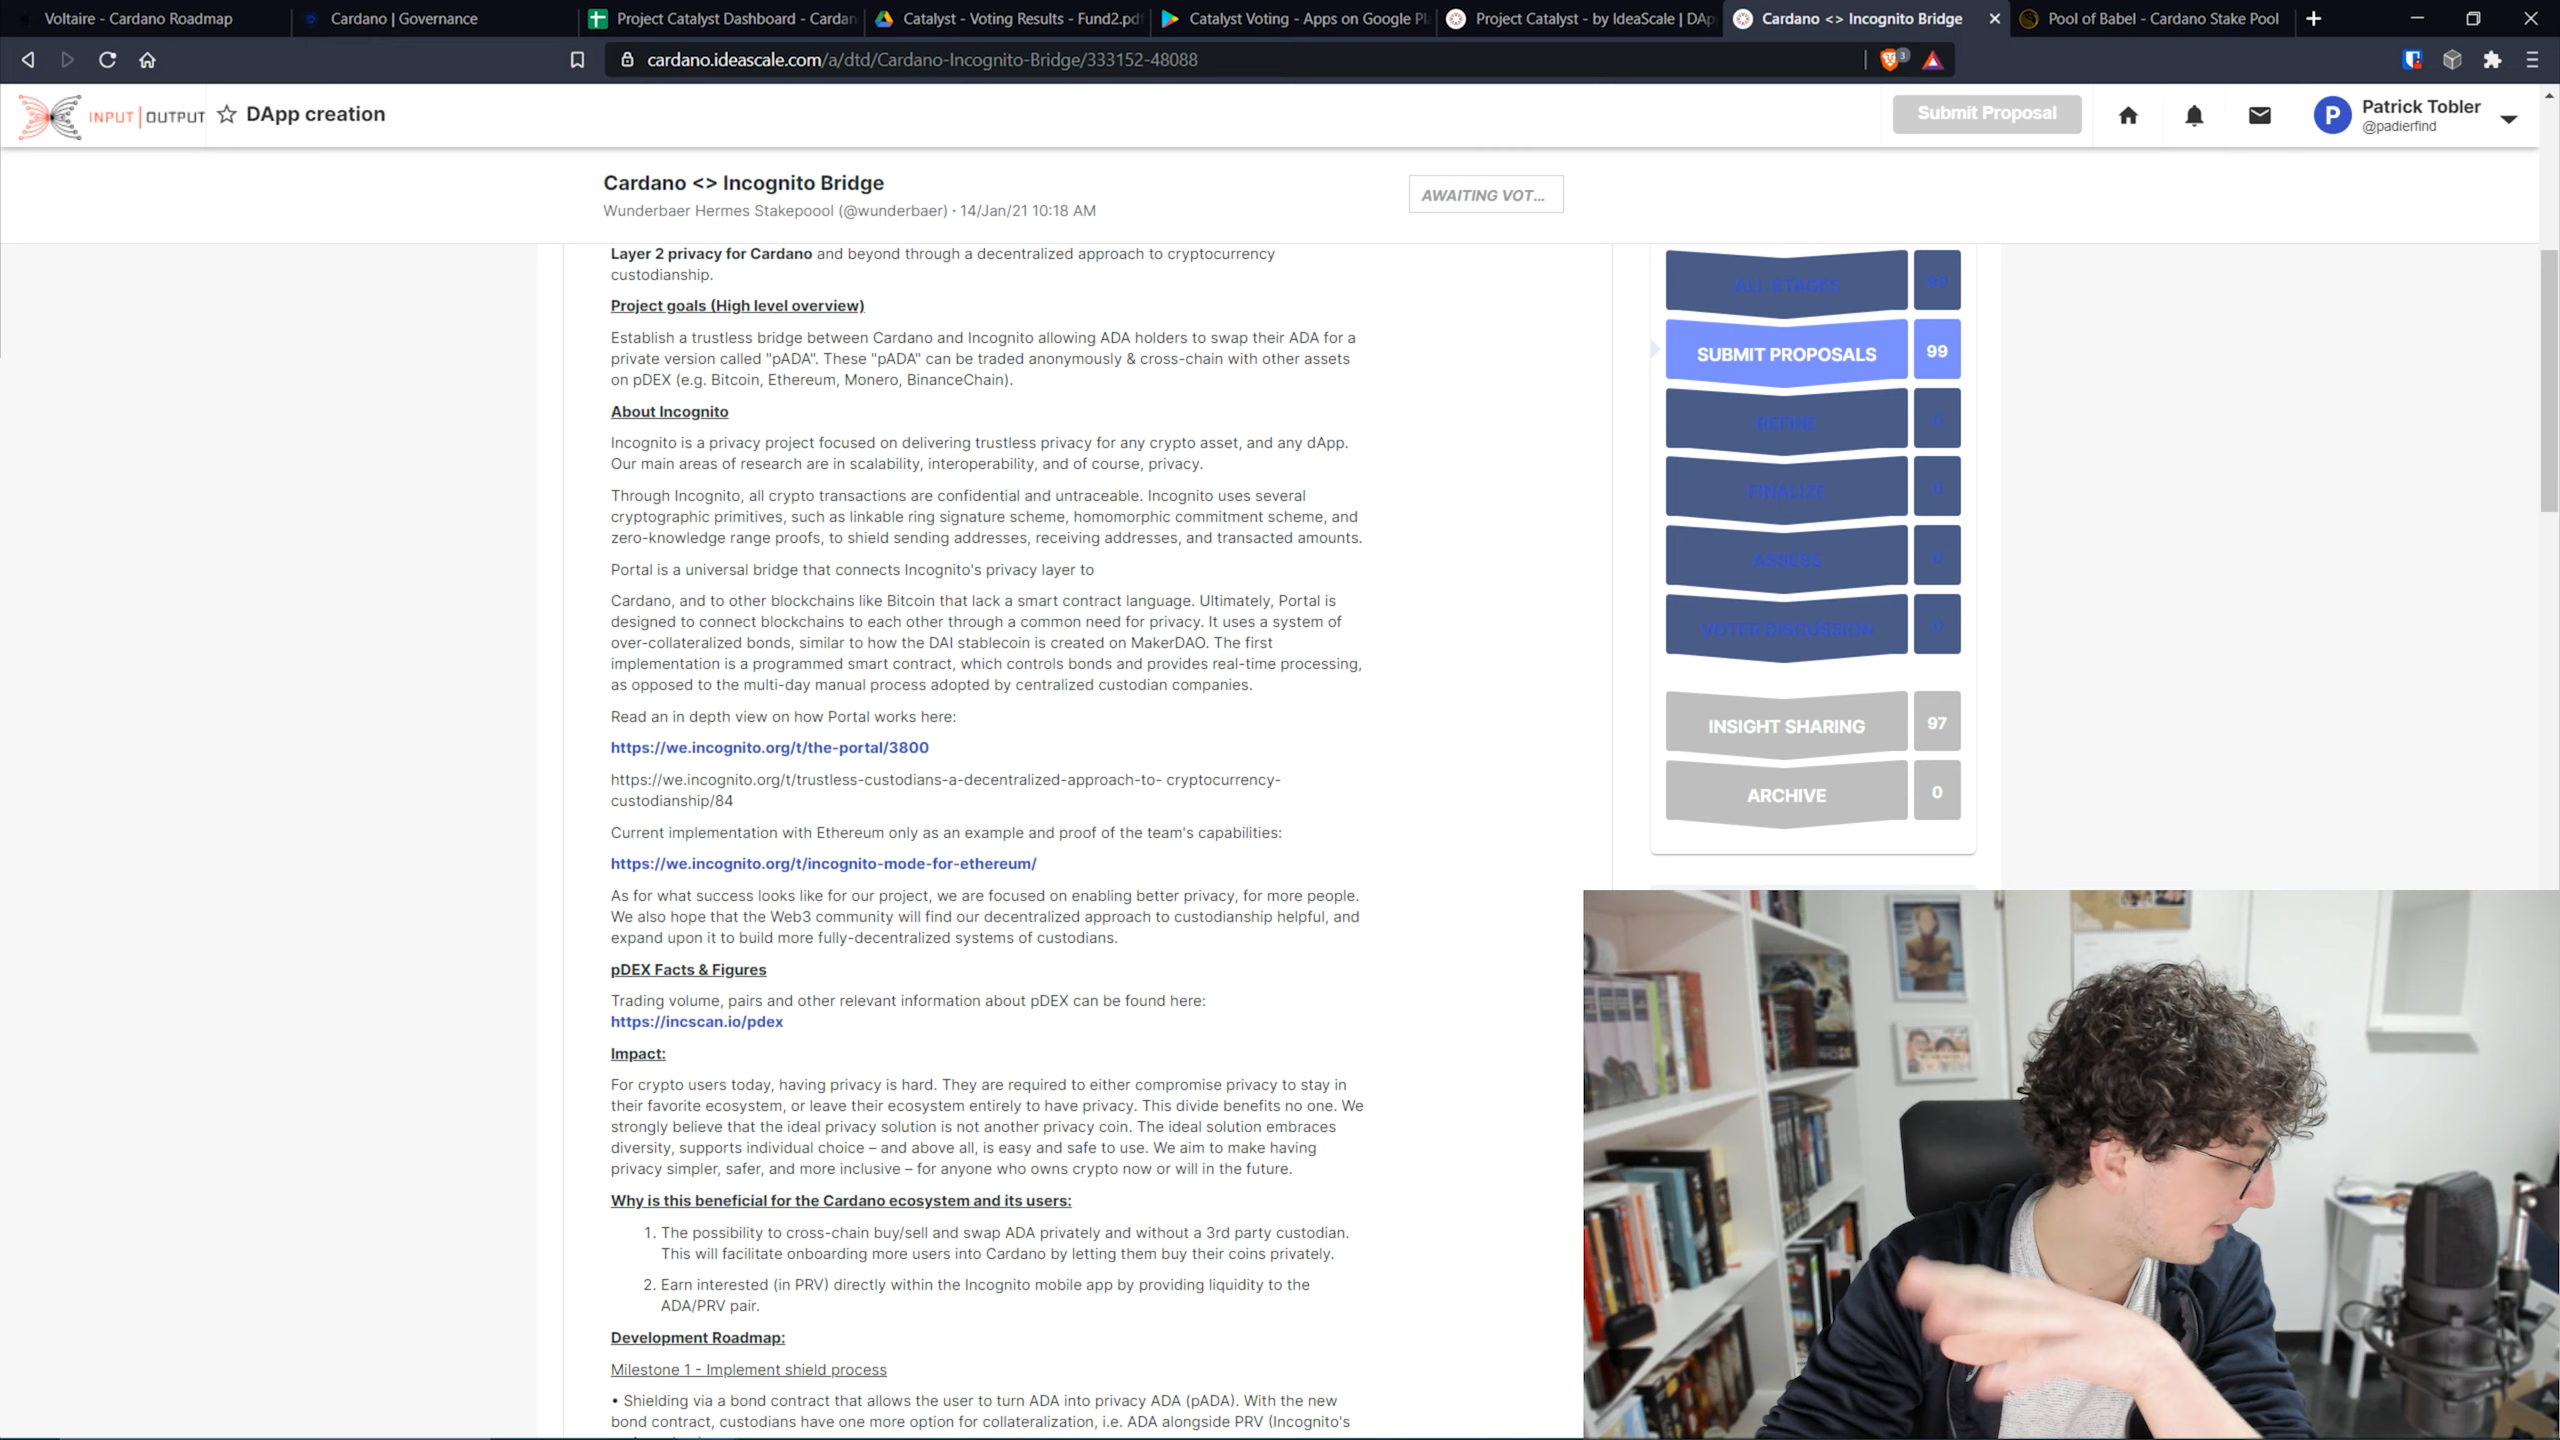 Voltaire - Cardano Roadmap
Cardano | Governance
Project Catalyst Dashboard - Cardan
Catalyst - Voting Results - Fund2.pdf
Catalyst Voting - Apps on Google Pl
Project Catalyst - by IdeaScale | DAp
Cardano <> Incognito Bridge
Pool of Babel - Cardano Stake Pool
cardano.ideascale.com/a/dtd/Cardano-Incognito-Bridge/333152-48088
3
INPUT | OUTPUT
DApp creation
Submit Proposal
P
Patrick Tobler
@padierfind
Cardano <> Incognito Bridge
Wunderbaer Hermes Stakepoool (@wunderbaer) · 14/Jan/21 10:18 AM
AWAITING VOT...
Layer 2 privacy for Cardano and beyond through a decentralized approach to cryptocurrency
custodianship.
Project goals (High level overview)
Establish a trustless bridge between Cardano and Incognito allowing ADA holders to swap their ADA for a
private version called "pADA". These "pADA" can be traded anonymously & cross-chain with other assets
on pDEX (e.g. Bitcoin, Ethereum, Monero, BinanceChain).
About Incognito
Incognito is a privacy project focused on delivering trustless privacy for any crypto asset, and any dApp.
Our main areas of research are in scalability, interoperability, and of course, privacy.
Through Incognito, all crypto transactions are confidential and untraceable. Incognito uses several
cryptographic primitives, such as linkable ring signature scheme, homomorphic commitment scheme, and
zero-knowledge range proofs, to shield sending addresses, receiving addresses, and transacted amounts.
Portal is a universal bridge that connects Incognito's privacy layer to
Cardano, and to other blockchains like Bitcoin that lack a smart contract language. Ultimately, Portal is
designed to connect blockchains to each other through a common need for privacy. It uses a system of
over-collateralized bonds, similar to how the DAI stablecoin is created on MakerDAO. The first
implementation is a programmed smart contract, which controls bonds and provides real-time processing,
as opposed to the multi-day manual process adopted by centralized custodian companies.
Read an in depth view on how Portal works here:
https://we.incognito.org/t/the-portal/3800
https://we.incognito.org/t/trustless-custodians-a-decentralized-approach-to- cryptocurrency-
custodianship/84
Current implementation with Ethereum only as an example and proof of the team's capabilities:
https://we.incognito.org/t/incognito-mode-for-ethereum/
As for what success looks like for our project, we are focused on enabling better privacy, for more people.
We also hope that the Web3 community will find our decentralized approach to custodianship helpful, and
expand upon it to build more fully-decentralized systems of custodians.
pDEX Facts & Figures
Trading volume, pairs and other relevant information about pDEX can be found here:
https://incscan.io/pdex
Impact:
For crypto users today, having privacy is hard. They are required to either compromise privacy to stay in
their favorite ecosystem, or leave their ecosystem entirely to have privacy. This divide benefits no one. We
strongly believe that the ideal privacy solution is not another privacy coin. The ideal solution embraces
diversity, supports individual choice – and above all, is easy and safe to use. We aim to make having
privacy simpler, safer, and more inclusive – for anyone who owns crypto now or will in the future.
Why is this beneficial for the Cardano ecosystem and its users:
1. The possibility to cross-chain buy/sell and swap ADA privately and without a 3rd party custodian.
This will facilitate onboarding more users into Cardano by letting them buy their coins privately.
2. Earn interested (in PRV) directly within the Incognito mobile app by providing liquidity to the
ADA/PRV pair.
Development Roadmap:
Milestone 1 - Implement shield process
• Shielding via a bond contract that allows the user to turn ADA into privacy ADA (pADA). With the new
bond contract, custodians have one more option for collateralization, i.e. ADA alongside PRV (Incognito's
ALL STAGES
SUBMIT PROPOSALS 99
REFINE 0
FINALIZE 0
ASSESS 0
VOTER DISCUSSION 0
INSIGHT SHARING 97
ARCHIVE 0